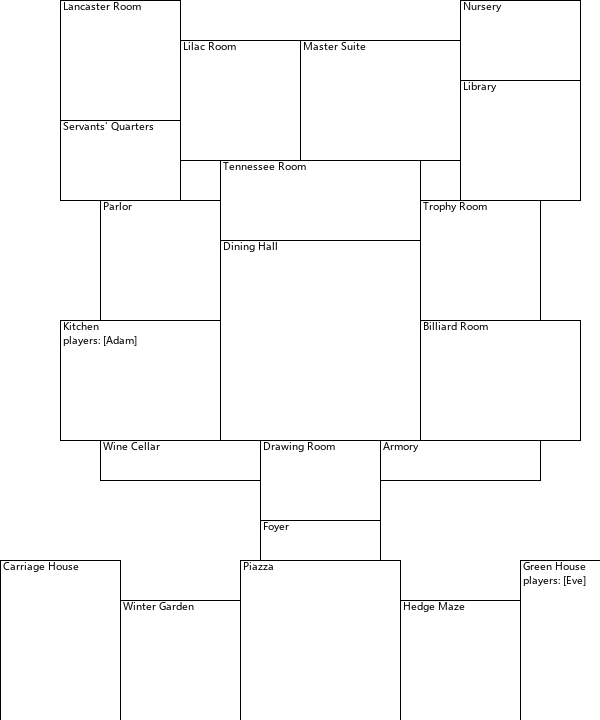 Lancaster Room
Nursery
Lilac Room
Master Suite
Library
Servants' Quarters
Tennessee Room
Parlor
Trophy Room
Dining Hall
Kitchen
players: [Adam]
Billiard Room
Wine Cellar
Drawing Room
Armory
Foyer
Carriage House
Piazza
Green House
players: [Eve]
Winter Garden
Hedge Maze